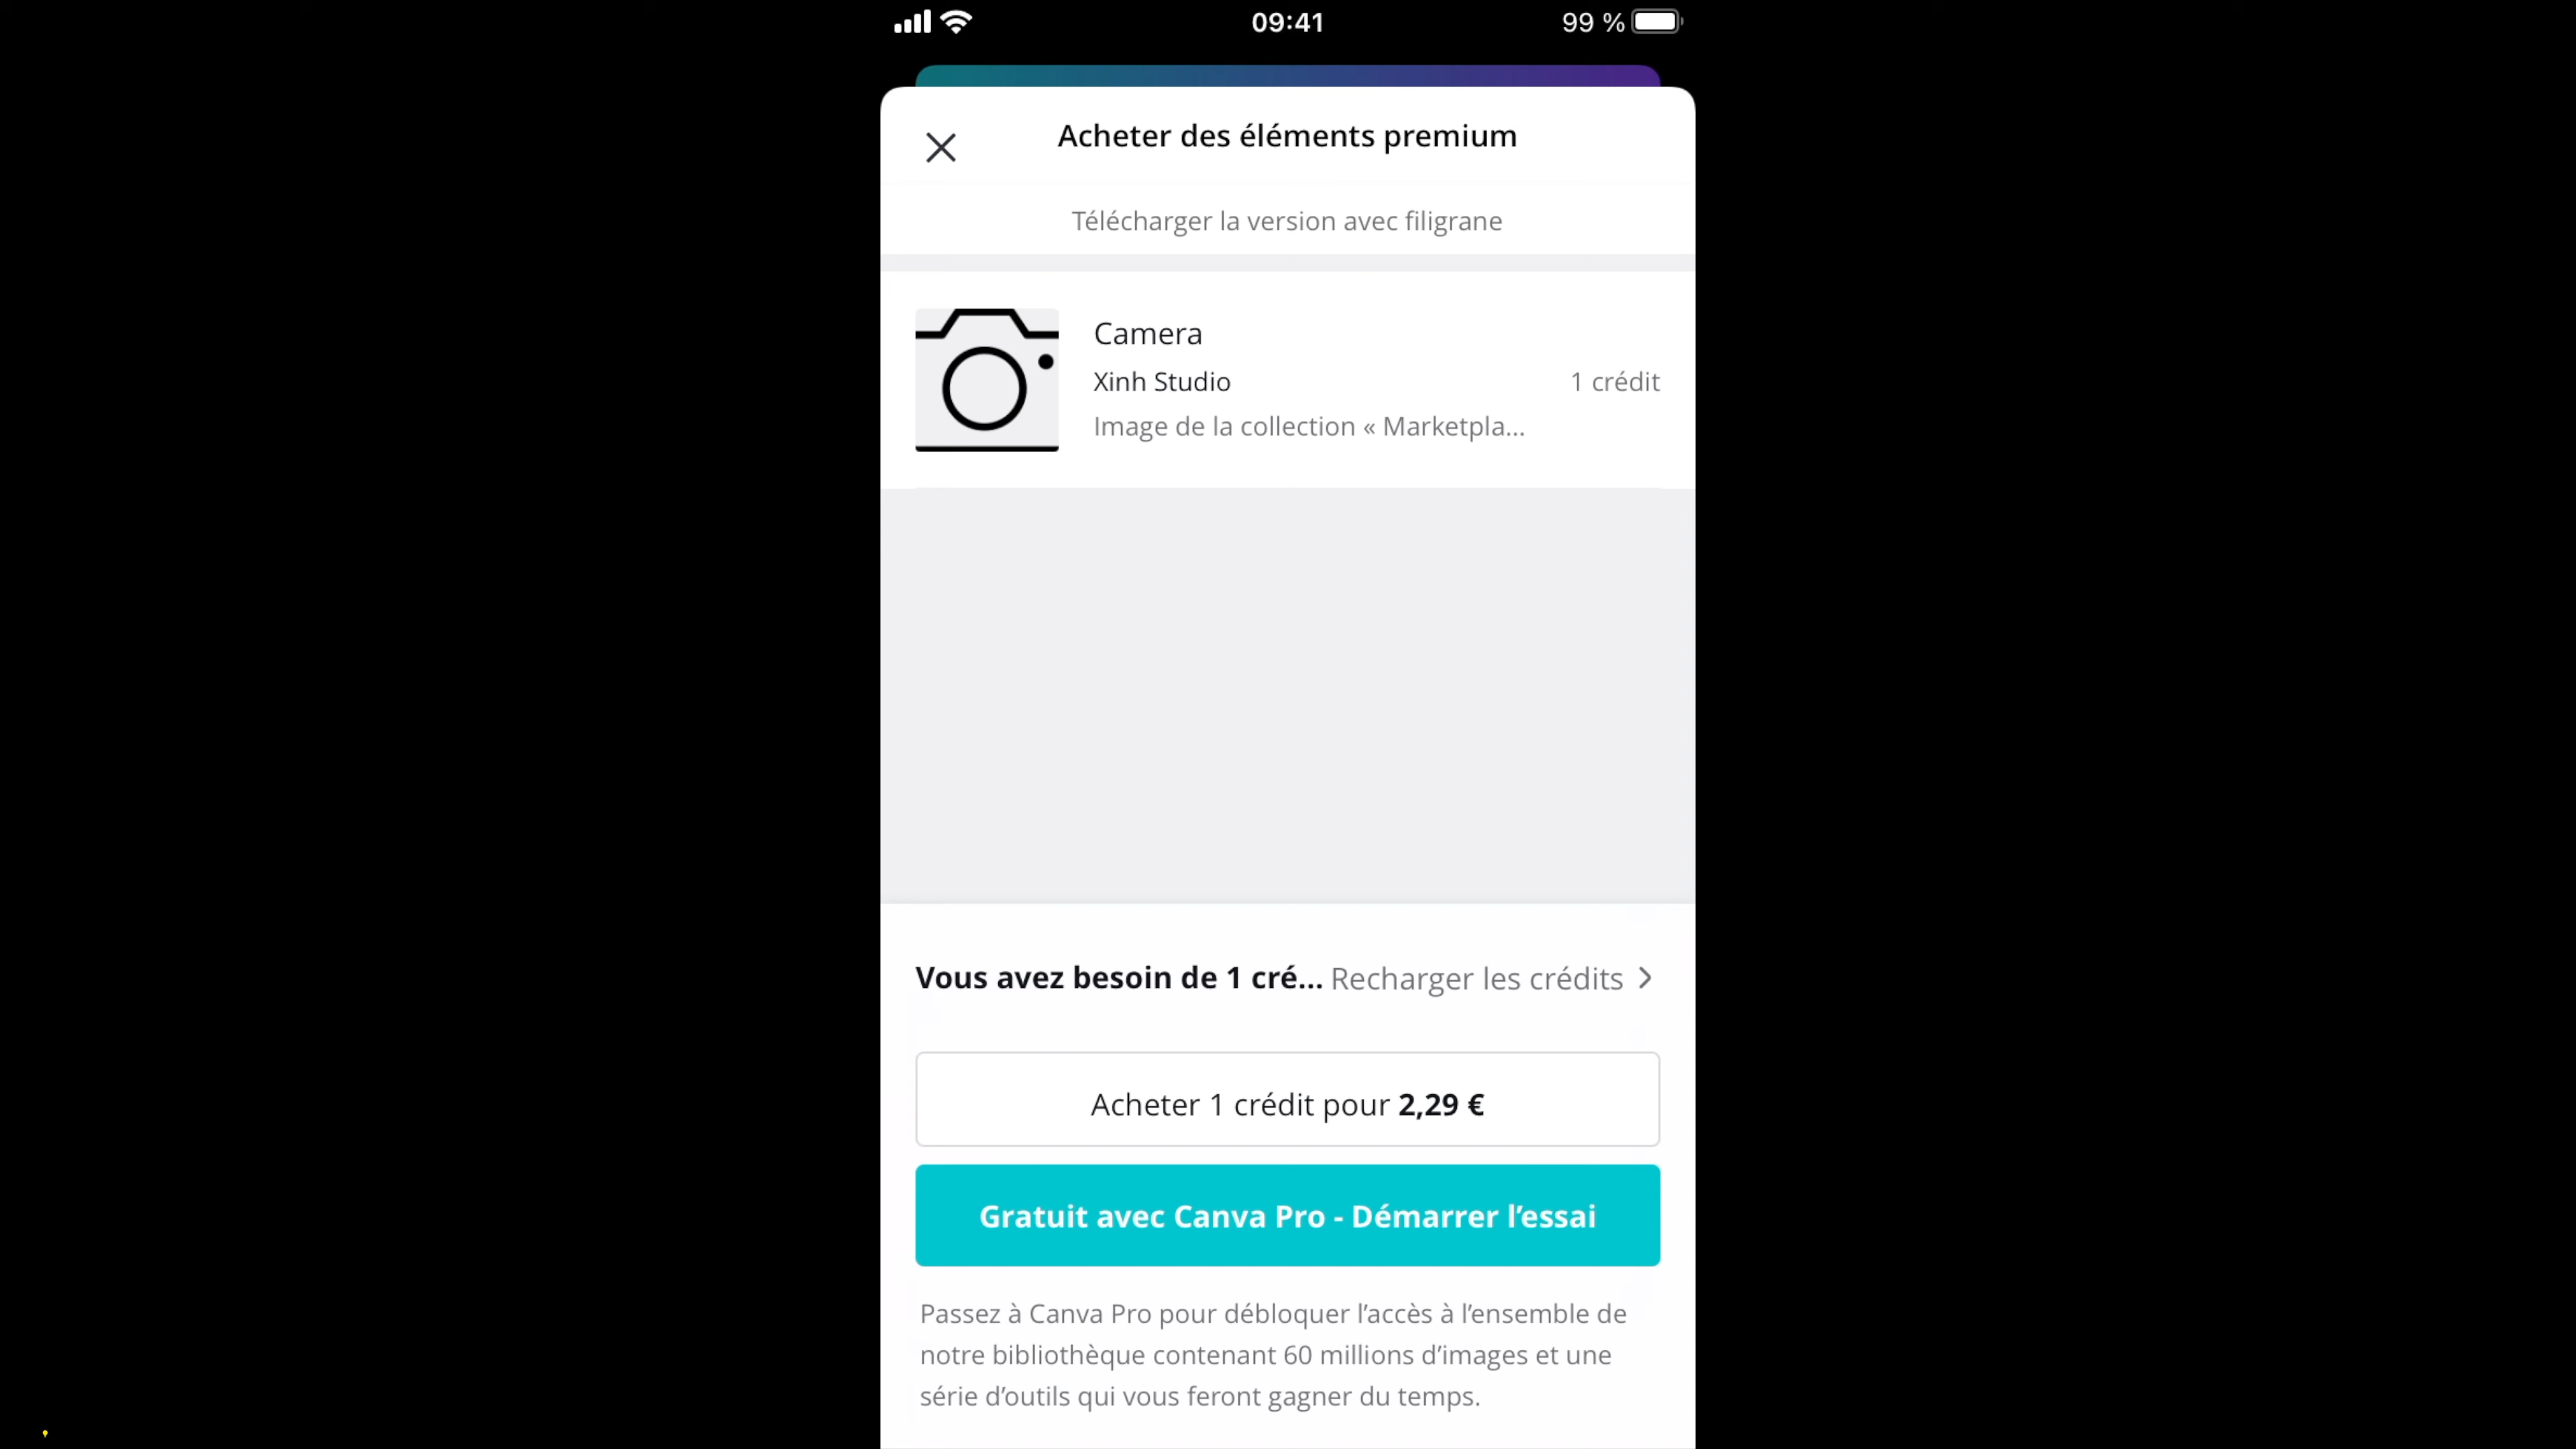 09:41
99 %
Acheter des éléments premium
Télécharger la version avec filigrane
Camera
Xinh Studio
1 crédit
Image de la collection « Marketpla...
Vous avez besoin de 1 cré... Recharger les crédits
Acheter 1 crédit pour 2,29 €
Gratuit avec Canva Pro - Démarrer l’essai
Passez à Canva Pro pour débloquer l’accès à l’ensemble de
notre bibliothèque contenant 60 millions d’images et une
série d’outils qui vous feront gagner du temps.